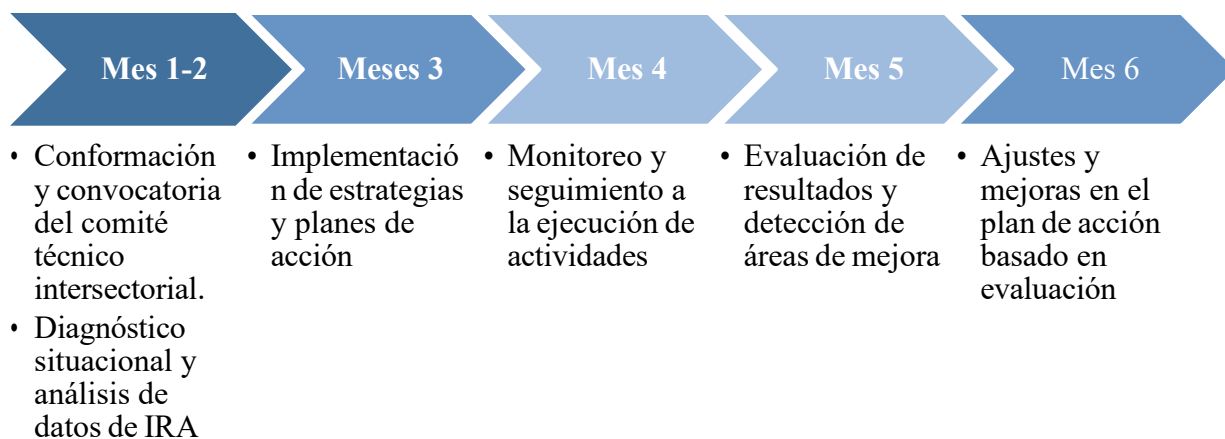 Mes 1-2
Meses 3
Mes 4
Mes 5
Mes 6
• Conformación
y convocatoria
del comité
técnico
intersectorial.
• Diagnóstico
situacional y
análisis de
datos de IRA
• Implementació
n de estrategias
y planes de
acción
• Monitoreo y
seguimiento a
la ejecución de
actividades
• Evaluación de
resultados y
detección de
áreas de mejora
• Ajustes y
mejoras en el
plan de acción
basado en
evaluación